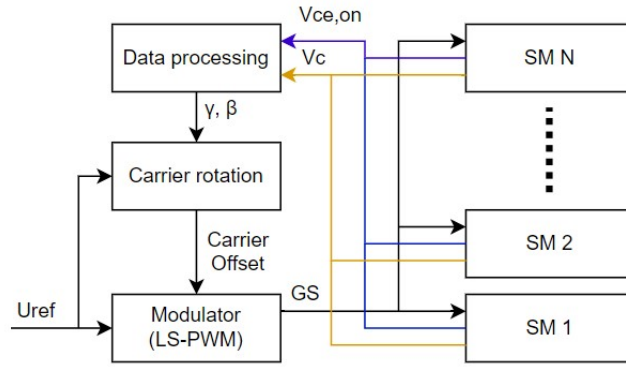 Vce,on
Data processing
Vc
SM N
γ, β
Carrier rotation
Carrier
Offset
SM 2
Uref
Modulator
(LS-PWM)
GS
SM 1